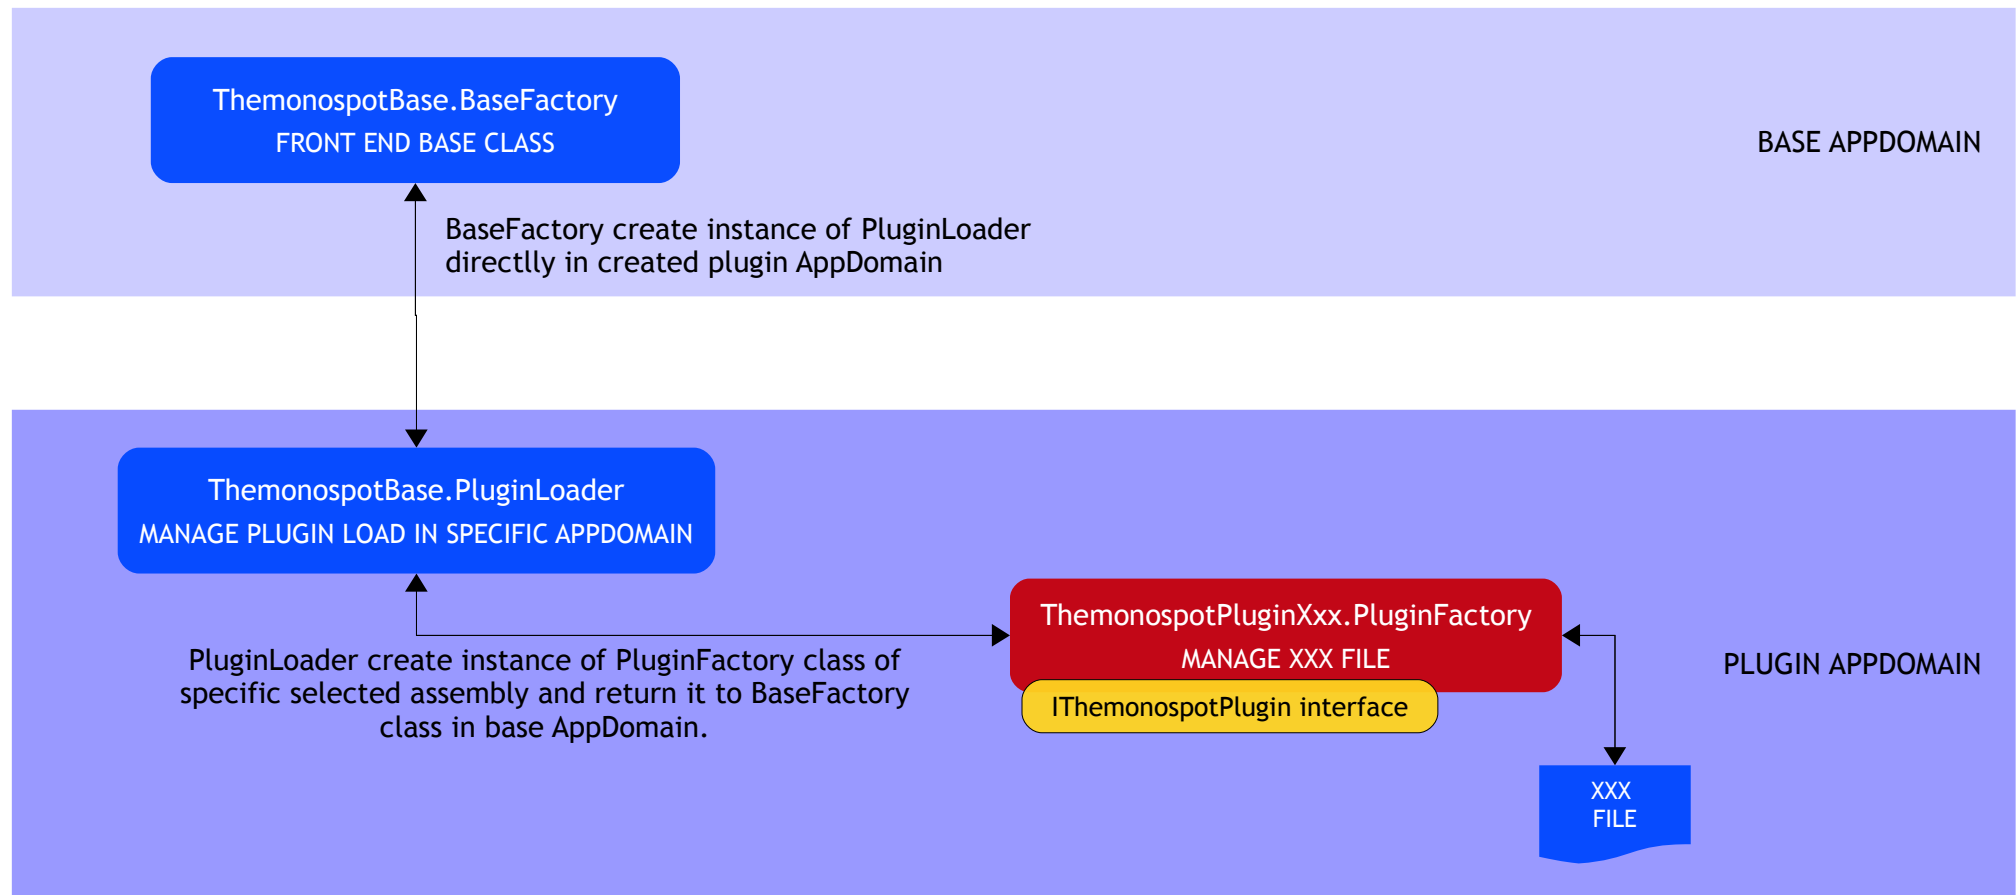 ThemonospotBase.BaseFactory
FRONT END BASE CLASS
BASE APPDOMAIN
BaseFactory create instance of PluginLoader
directlly in created plugin AppDomain
ThemonospotBase.PluginLoader
MANAGE PLUGIN LOAD IN SPECIFIC APPDOMAIN
ThemonospotPluginXxx.PluginFactory
MANAGE XXX FILE
IThemonospotPlugin interface
PluginLoader create instance of PluginFactory class of
specific selected assembly and return it to BaseFactory
class in base AppDomain.
PLUGIN APPDOMAIN
XXX
FILE